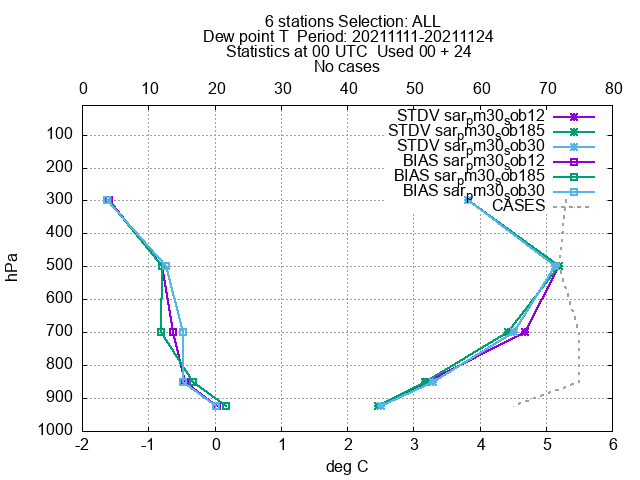 6 stations Selection: ALL
Dew point T  Period: 20211111-20211124
Statistics at 00 UTC  Used 00 + 24
No cases
0 10 20 30 40 50 60 70 80
STDV sar_pm30_sob12
STDV sar_pm30_sob185
STDV sar_pm30_sob30
BIAS sar_pm30_sob12
BIAS sar_pm30_sob185
BIAS sar_pm30_sob30
CASES
100
200
300
400
500
600
700
800
900
1000
hPa
-2 -1 0 1 2 3 4 5 6
deg C